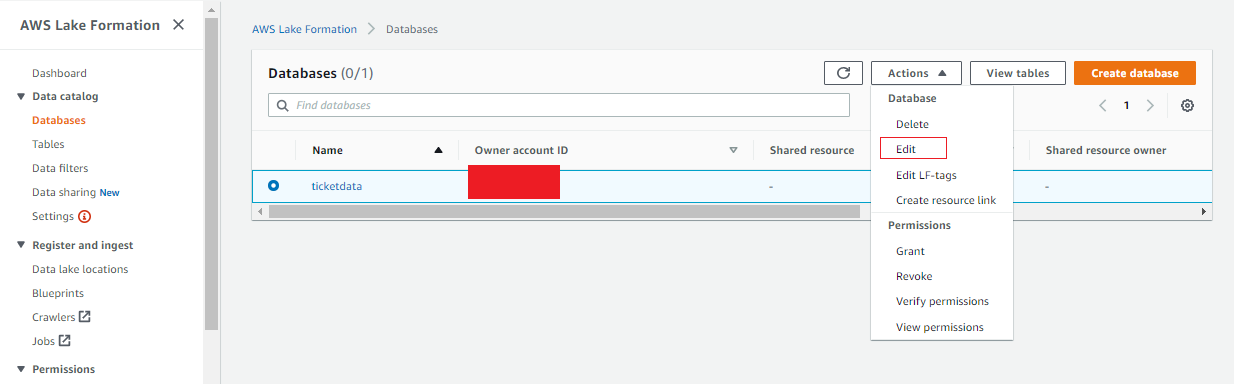 AWS Lake Formation
Dashboard
Data catalog
Databases
Tables
Data filters
Data sharing New
Settings
Register and ingest
Data lake locations
Blueprints
Crawlers
Jobs
Permissions
AWS Lake Formation > Databases
Databases (0/1)
Actions
View tables
Create database
Find databases
1
Name
Owner account ID
Shared resource
Shared resource owner
ticketdata
-
-
Database
Delete
Edit
Edit LF-tags
Create resource link
Permissions
Grant
Revoke
Verify permissions
View permissions